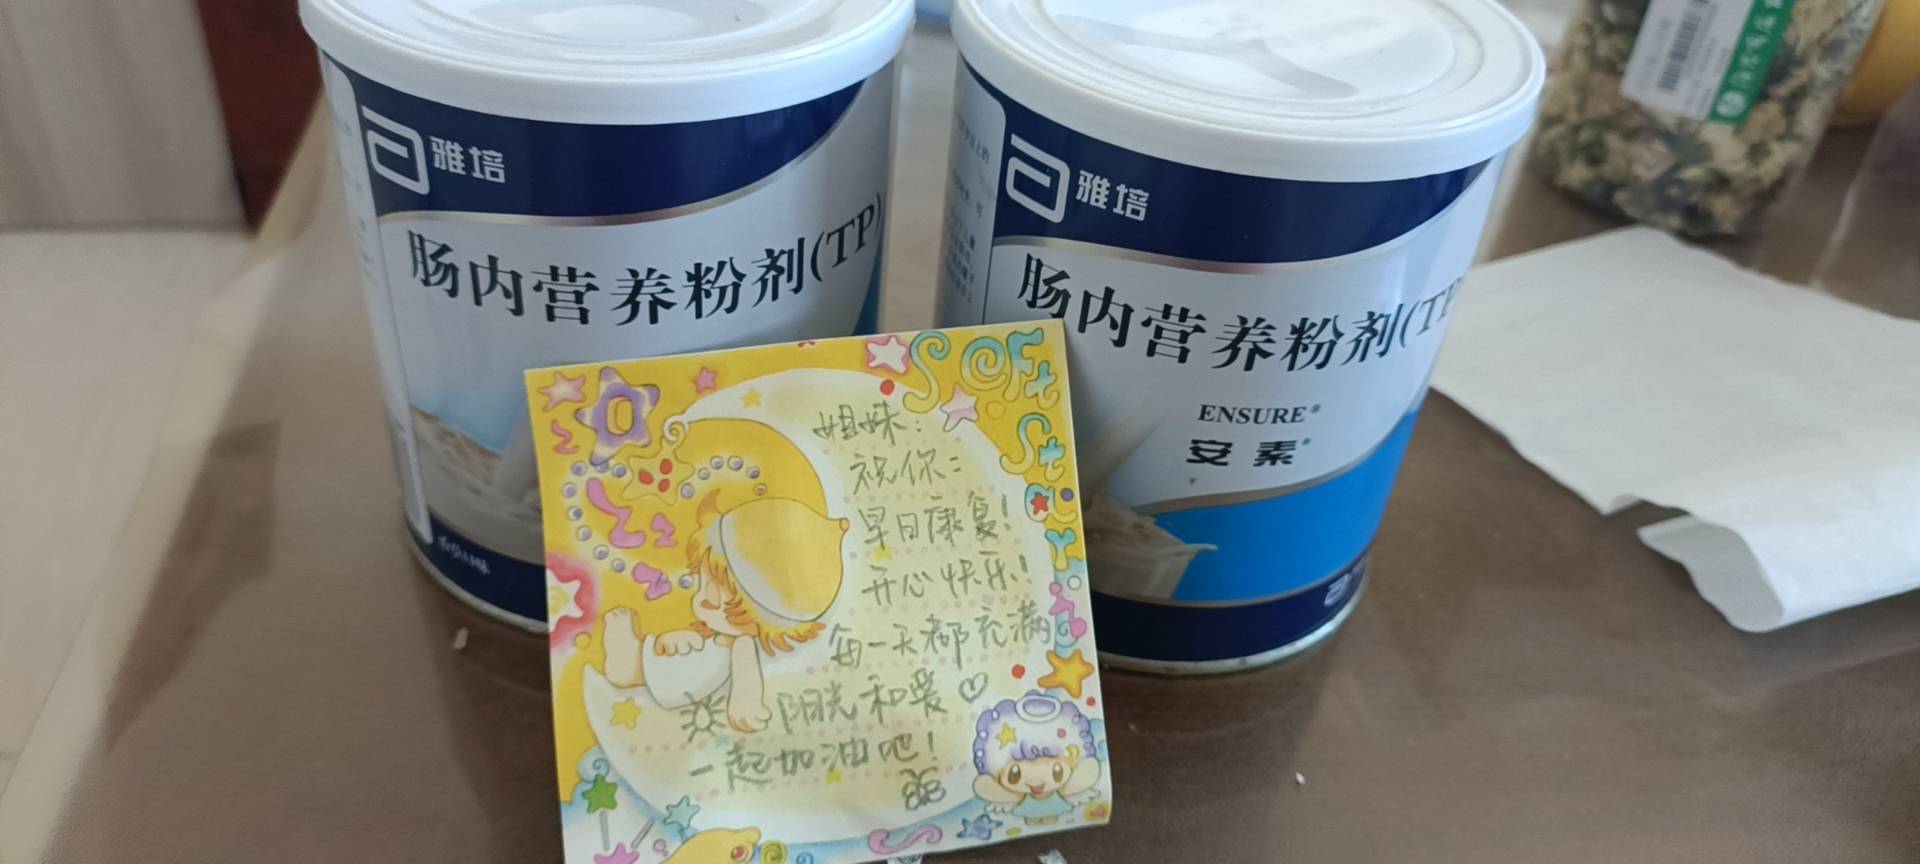 雅培
肠内营养粉剂(TP)
雅培
肠内营养粉剂(TP
ENSURE®
安素®
SOFt
StaR
姐妹：
祝你：
早日康复！
开心快乐！
每一天都充满
阳光和爱♡
一起加油吧！